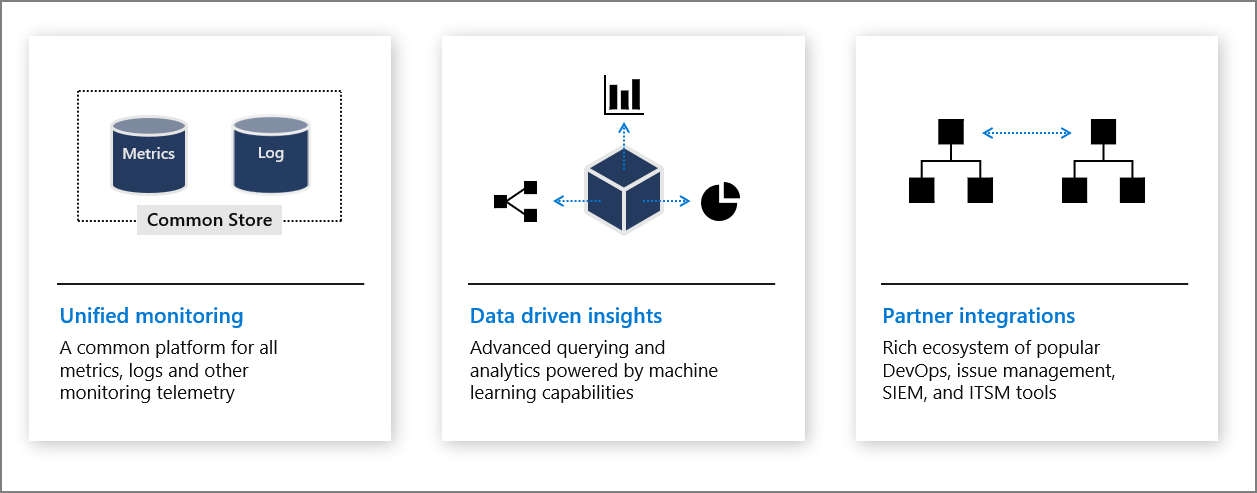 Metrics
Log
Common Store
Unified monitoring
A common platform for all
metrics, logs and other
monitoring telemetry
Data driven insights
Advanced querying and
analytics powered by machine
learning capabilities
Partner integrations
Rich ecosystem of popular
DevOps, issue management,
SIEM, and ITSM tools